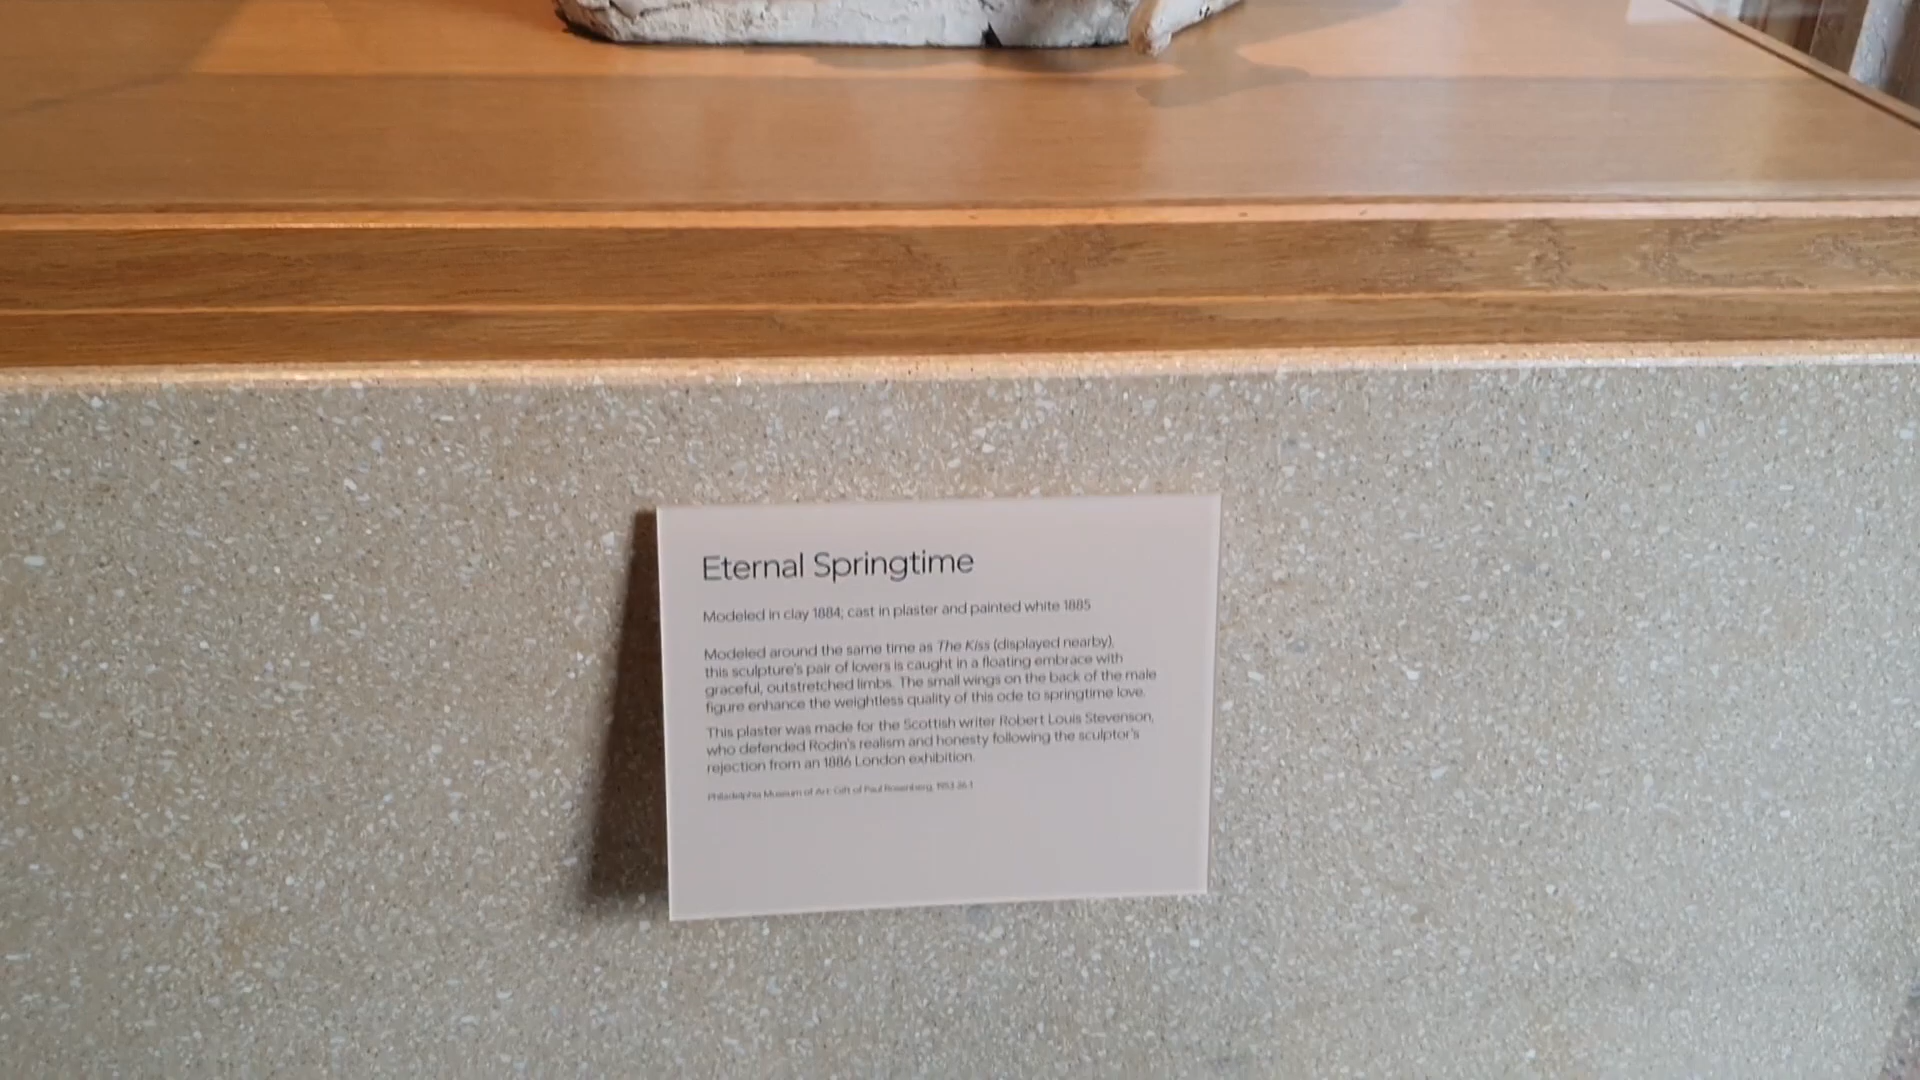 Eternal Springtime
Modeled in clay 1884; cast in plaster and painted white 1885
Modeled around the same time as The Kiss (displayed nearby),
this sculpture's pair of lovers is caught in a floating embrace with
graceful, outstretched limbs. The small wings on the back of the male
figure enhance the weightless quality of this ode to springtime love.
This plaster was made for the Scottish writer Robert Louis Stevenson,
who defended Rodin's realism and honesty following the sculptor's
rejection from an 1886 London exhibition.
Philadelphia Museum of Art: Gift of Paul Rosenberg, 1953-26-1